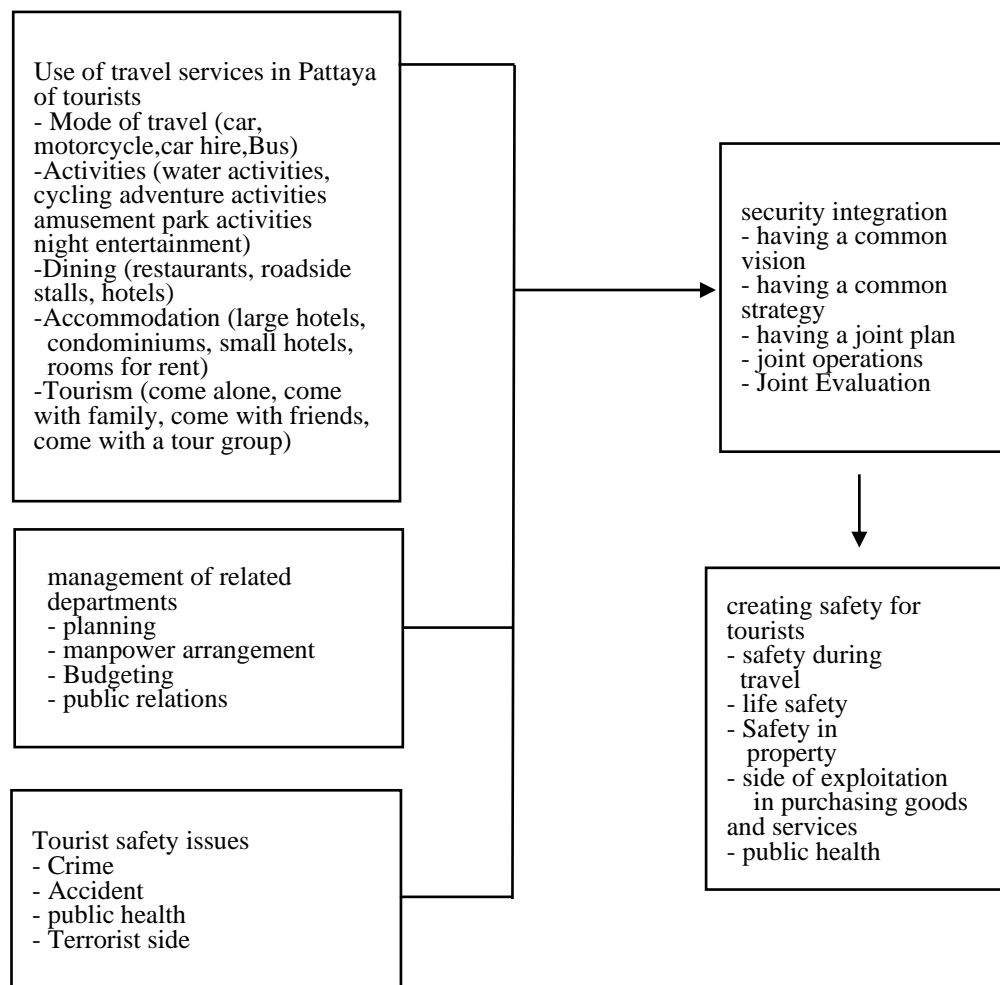 Use of travel services in Pattaya
of tourists
- Mode of travel (car,
motorcycle,car hire,Bus)
-Activities (water activities,
cycling adventure activities
amusement park activities
night entertainment)
-Dining (restaurants, roadside
stalls, hotels)
-Accommodation (large hotels,
condominiums, small hotels,
rooms for rent)
-Tourism (come alone, come
with family, come with friends,
come with a tour group)
management of related
departments
- planning
- manpower arrangement
- Budgeting
- public relations
Tourist safety issues
- Crime
- Accident
- public health
- Terrorist side
security integration
- having a common
vision
- having a common
strategy
- having a joint plan
- joint operations
- Joint Evaluation
creating safety for
tourists
- safety during
travel
- life safety
- Safety in
property
- side of exploitation
in purchasing goods
and services
- public health